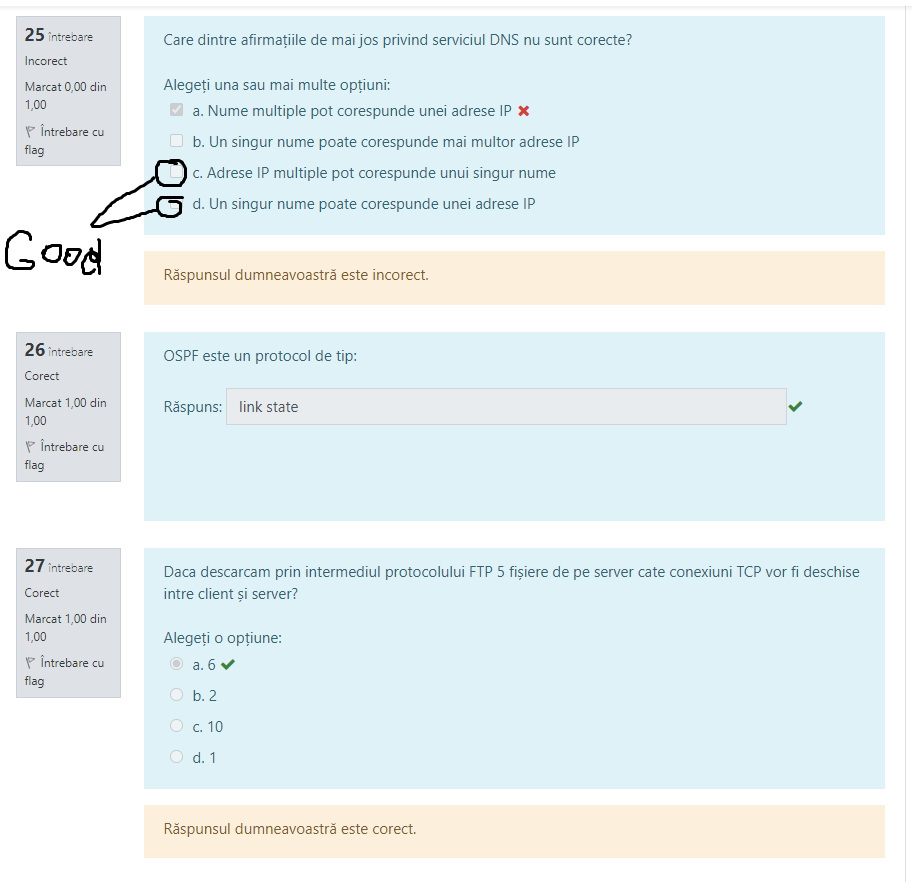 25 întrebare
Incorect
Marcat 0,00 din
1,00
Întrebare cu
flag
Care dintre afirmațiile de mai jos privind serviciul DNS nu sunt corecte?
Alegeți una sau mai multe opțiuni:
a. Nume multiple pot corespunde unei adrese IP
b. Un singur nume poate corespunde mai multor adrese IP
c. Adrese IP multiple pot corespunde unui singur nume
d. Un singur nume poate corespunde unei adrese IP
Good
Răspunsul dumneavoastră este incorect.
26 întrebare
Corect
Marcat 1,00 din
1,00
Întrebare cu
flag
OSPF este un protocol de tip:
Răspuns: link state
27 întrebare
Corect
Marcat 1,00 din
1,00
Întrebare cu
flag
Daca descarcam prin intermediul protocolului FTP 5 fișiere de pe server cate conexiuni TCP vor fi deschise
intre client și server?
Alegeți o opțiune:
a. 6
b. 2
c. 10
d. 1
Răspunsul dumneavoastră este corect.